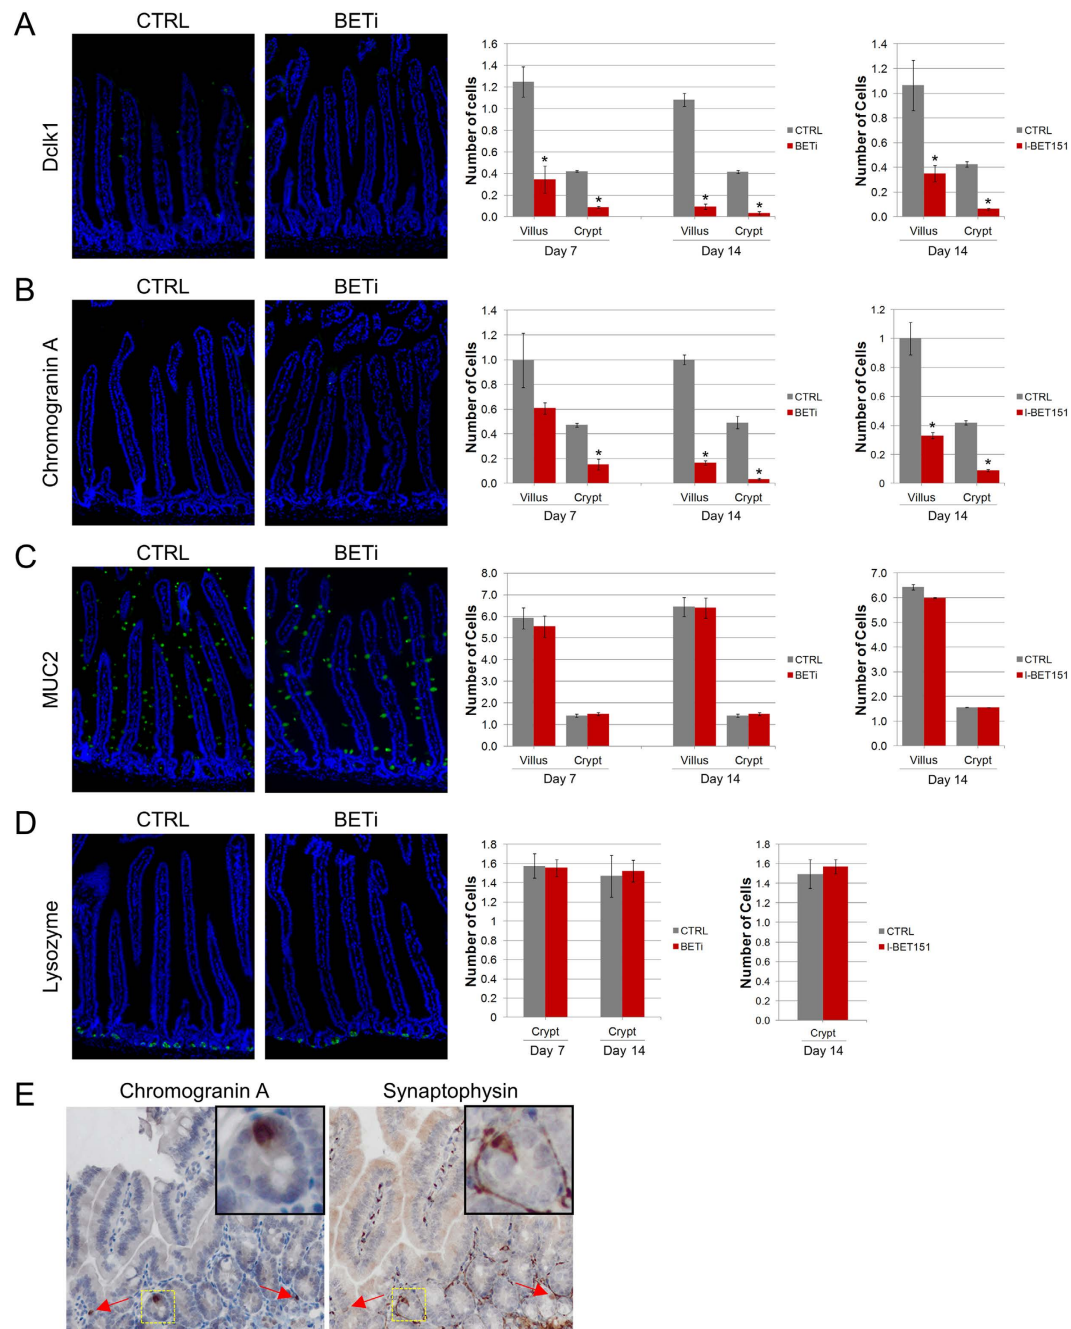 A
CTRL
BETi
Dclk1
Number of Cells
1.6
1.4
1.2
1.0
0.8
0.6
0.4
0.2
0.0
*
*
*
*
Villus
Crypt
Villus
Crypt
Day 7
Day 14
CTRL
BETi
Number of Cells
1.4
1.2
1.0
0.8
0.6
0.4
0.2
0.0
*
*
Villus
Crypt
Day 14
CTRL
I-BET151
B
CTRL
BETi
Chromogranin A
Number of Cells
1.4
1.2
1.0
0.8
0.6
0.4
0.2
0.0
*
*
*
Villus
Crypt
Villus
Crypt
Day 7
Day 14
CTRL
BETi
Number of Cells
1.2
1
0.8
0.6
0.4
0.2
0
*
*
Villus
Crypt
Day 14
CTRL
I-BET151
C
CTRL
BETi
MUC2
Number of Cells
8.0
7.0
6.0
5.0
4.0
3.0
2.0
1.0
0.0
Villus
Crypt
Villus
Crypt
Day 7
Day 14
CTRL
BETi
Number of Cells
7.0
6.0
5.0
4.0
3.0
2.0
1.0
0.0
Villus
Crypt
Day 14
CTRL
I-BET151
D
CTRL
BETi
Lysozyme
Number of Cells
1.8
1.6
1.4
1.2
1
0.8
0.6
0.4
0.2
0
Crypt
Crypt
Day 7
Day 14
CTRL
BETi
Number of Cells
1.8
1.6
1.4
1.2
1.0
0.8
0.6
0.4
0.2
0.0
Crypt
Day 14
CTRL
I-BET151
E
Chromogranin A
Synaptophysin